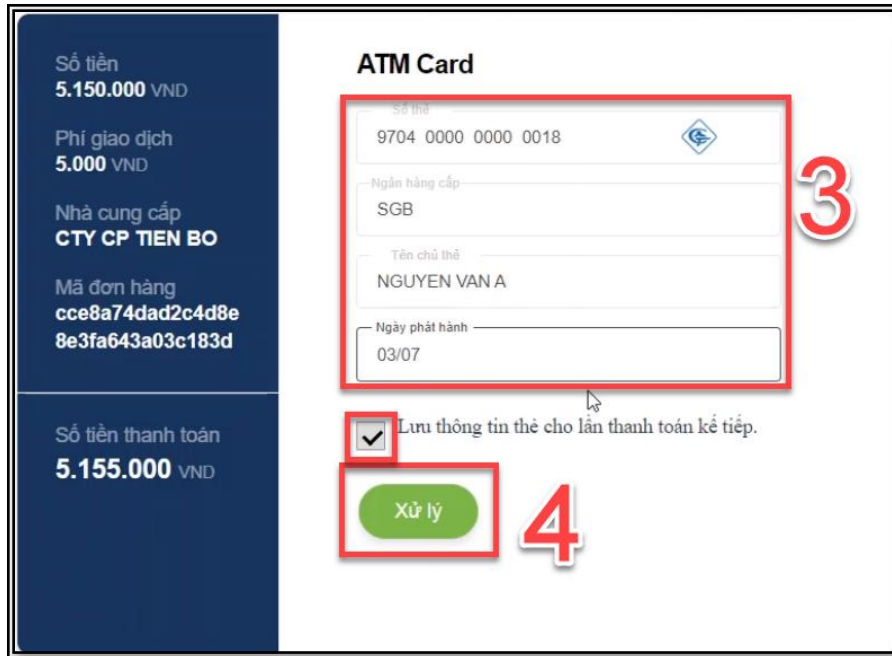 Số tiền
5.150.000 VND
Phí giao dịch
5.000 VND
Nhà cung cấp
CTY CP TIEN BO
Mã đơn hàng
cce8a74dad2c4d8e
8e3fa643a03c183d
Số tiền thanh toán
5.155.000 VND
ATM Card
Số thẻ
9704 0000 0000 0018
Ngân hàng cấp
SGB
Tên chủ thẻ
NGUYEN VAN A
Ngày phát hành
03/07
3
Lưu thông tin thẻ cho lần thanh toán kế tiếp.
Xử lý
4